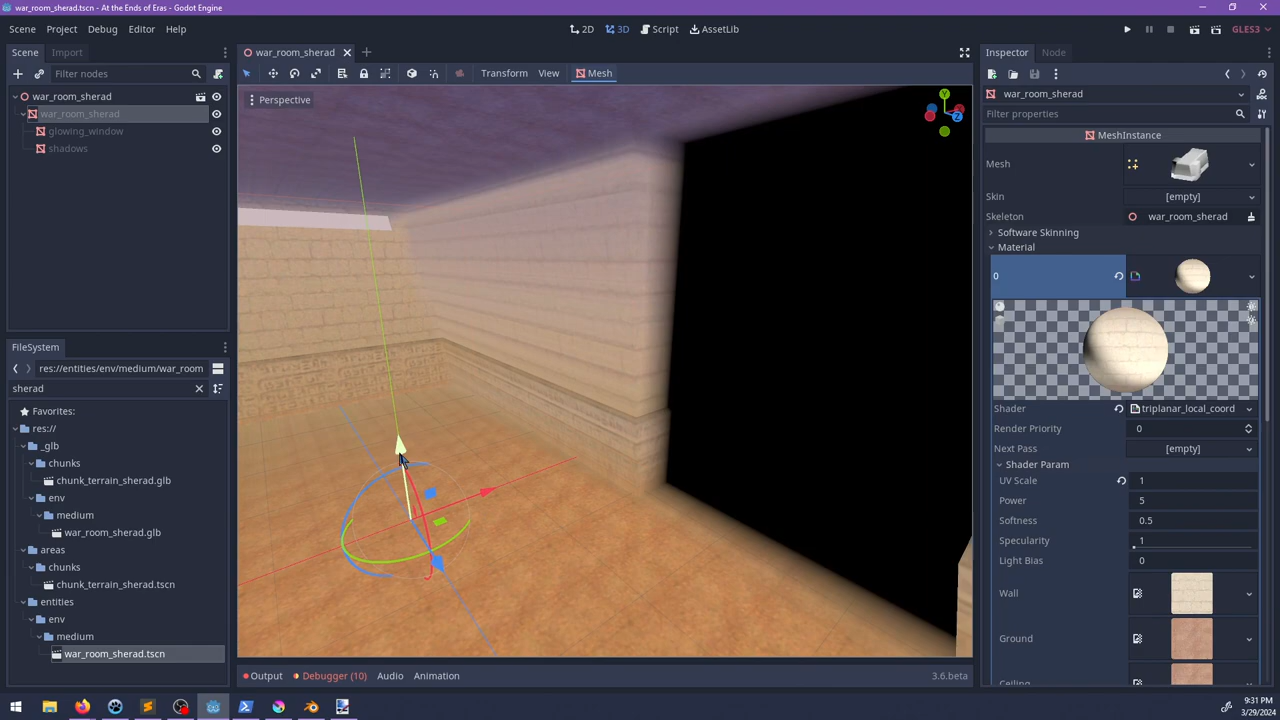 war_room_sherad.tscn - At the Ends of Eras - Godot Engine
Scene Project Debug Editor Help
2D 3D Script AssetLib
GLES3
Scene Import
war_room_sherad
Inspector Node
Filter nodes
Transform View Mesh
war_room_sherad
war_room_sherad
glowing_window
shadows
Perspective
Y
X
Z
war_room_sherad
Filter properties
MeshInstance
Mesh
Skin [empty]
Skeleton war_room_sherad
Software Skinning
Material
0
Shader triplanar_local_coord
Render Priority 0
Next Pass [empty]
Shader Param
UV Scale 1
Power 5
Softness 0.5
Specularity 1
Light Bias 0
Wall
Ground
Ceiling
FileSystem
res://entities/env/medium/war_room
sherad
Favorites:
res://
_glb
chunks
chunk_terrain_sherad.glb
env
medium
war_room_sherad.glb
areas
chunks
chunk_terrain_sherad.tscn
entities
env
medium
war_room_sherad.tscn
Output Debugger (10) Audio Animation 3.6.beta
9:31 PM
3/29/2024